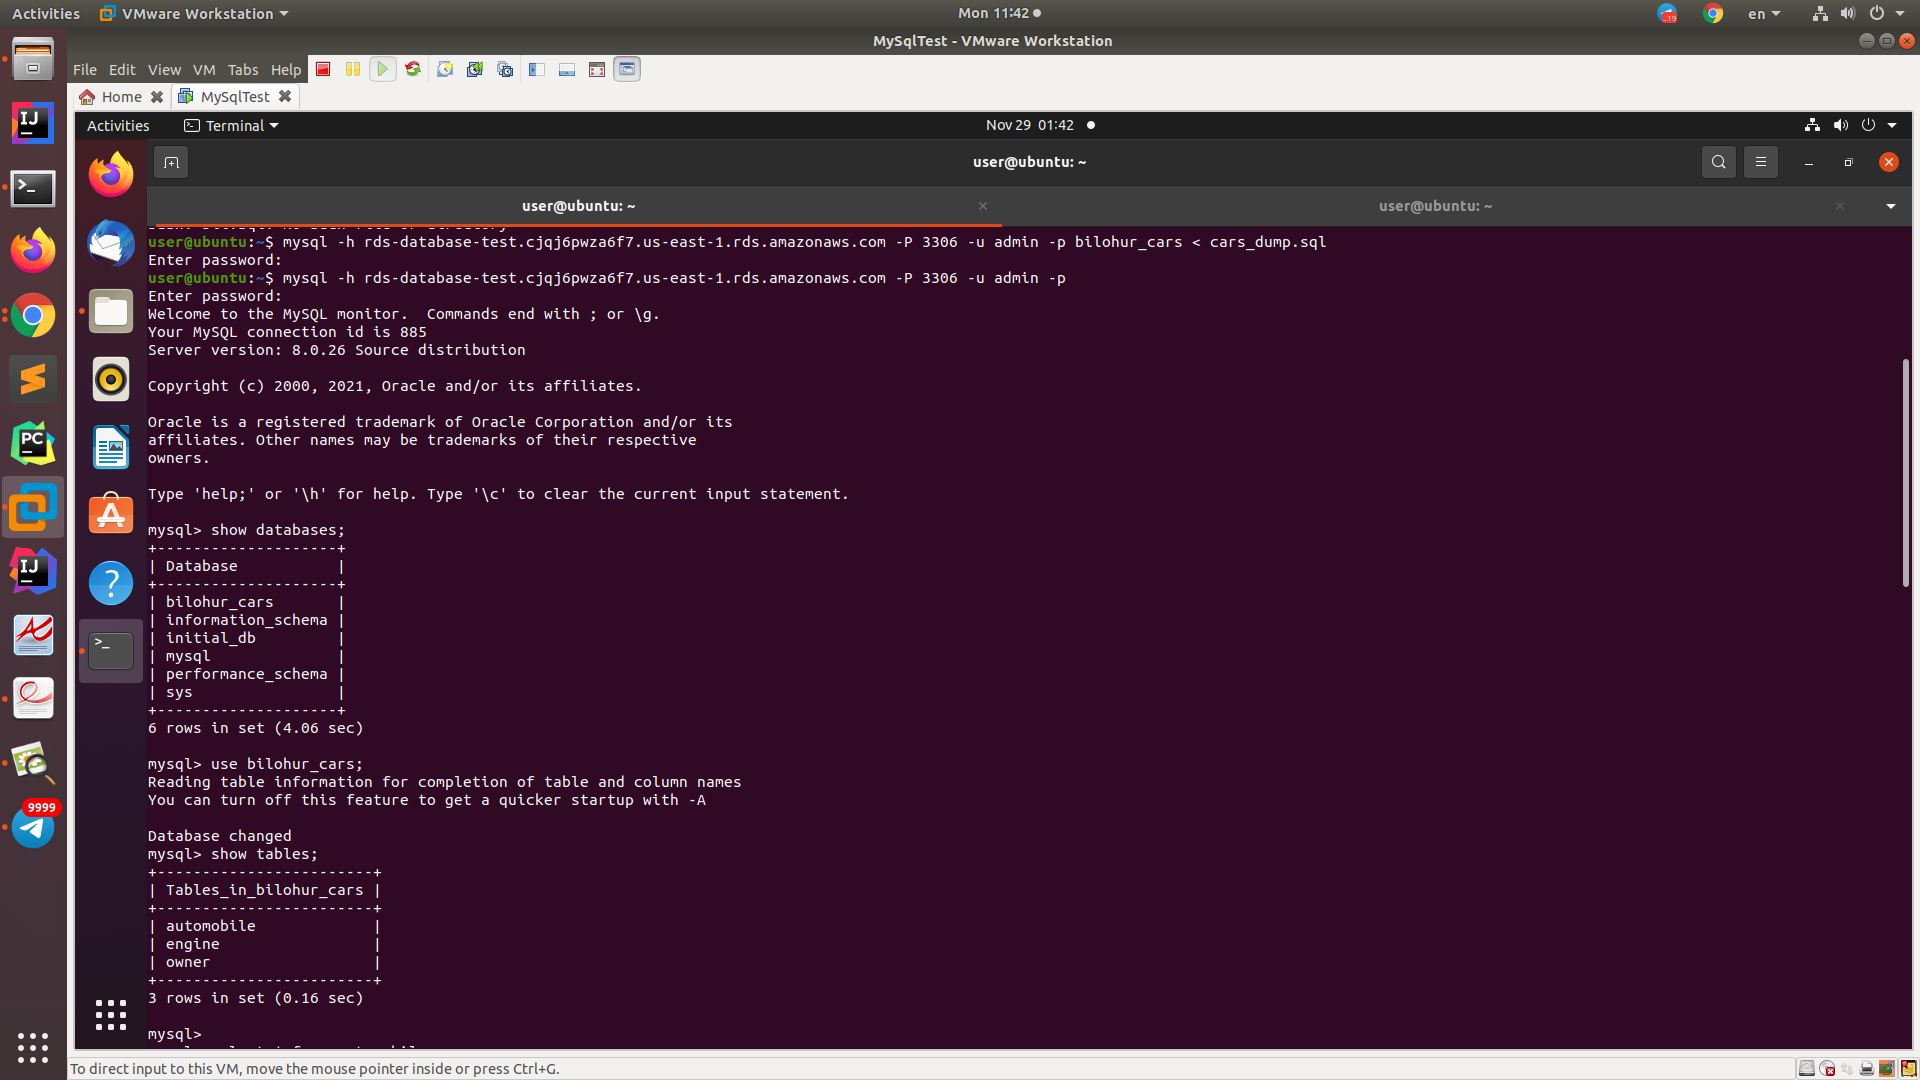 Activities VMware Workstation Mon 11:42 19 en
MySqlTest - VMware Workstation
File Edit View VM Tabs Help
Home MySqlTest
Activities Terminal Nov 29 01:42
user@ubuntu: ~
user@ubuntu: ~ user@ubuntu: ~
user@ubuntu:~$ mysql -h rds-database-test.cjqj6pwza6f7.us-east-1.rds.amazonaws.com -P 3306 -u admin -p bilohur_cars < cars_dump.sql
Enter password:
user@ubuntu:~$ mysql -h rds-database-test.cjqj6pwza6f7.us-east-1.rds.amazonaws.com -P 3306 -u admin -p
Enter password:
Welcome to the MySQL monitor.  Commands end with ; or \g.
Your MySQL connection id is 885
Server version: 8.0.26 Source distribution
Copyright (c) 2000, 2021, Oracle and/or its affiliates.
Oracle is a registered trademark of Oracle Corporation and/or its
affiliates. Other names may be trademarks of their respective
owners.
Type 'help;' or '\h' for help. Type '\c' to clear the current input statement.
mysql> show databases;
+--------------------+
| Database           |
+--------------------+
| bilohur_cars       |
| information_schema |
| initial_db         |
| mysql              |
| performance_schema |
| sys                |
+--------------------+
6 rows in set (4.06 sec)
mysql> use bilohur_cars;
Reading table information for completion of table and column names
You can turn off this feature to get a quicker startup with -A
Database changed
mysql> show tables;
+------------------------+
| Tables_in_bilohur_cars |
+------------------------+
| automobile             |
| engine                 |
| owner                  |
+------------------------+
3 rows in set (0.16 sec)
mysql>
IJ
PC
IJ
9999
To direct input to this VM, move the mouse pointer inside or press Ctrl+G.